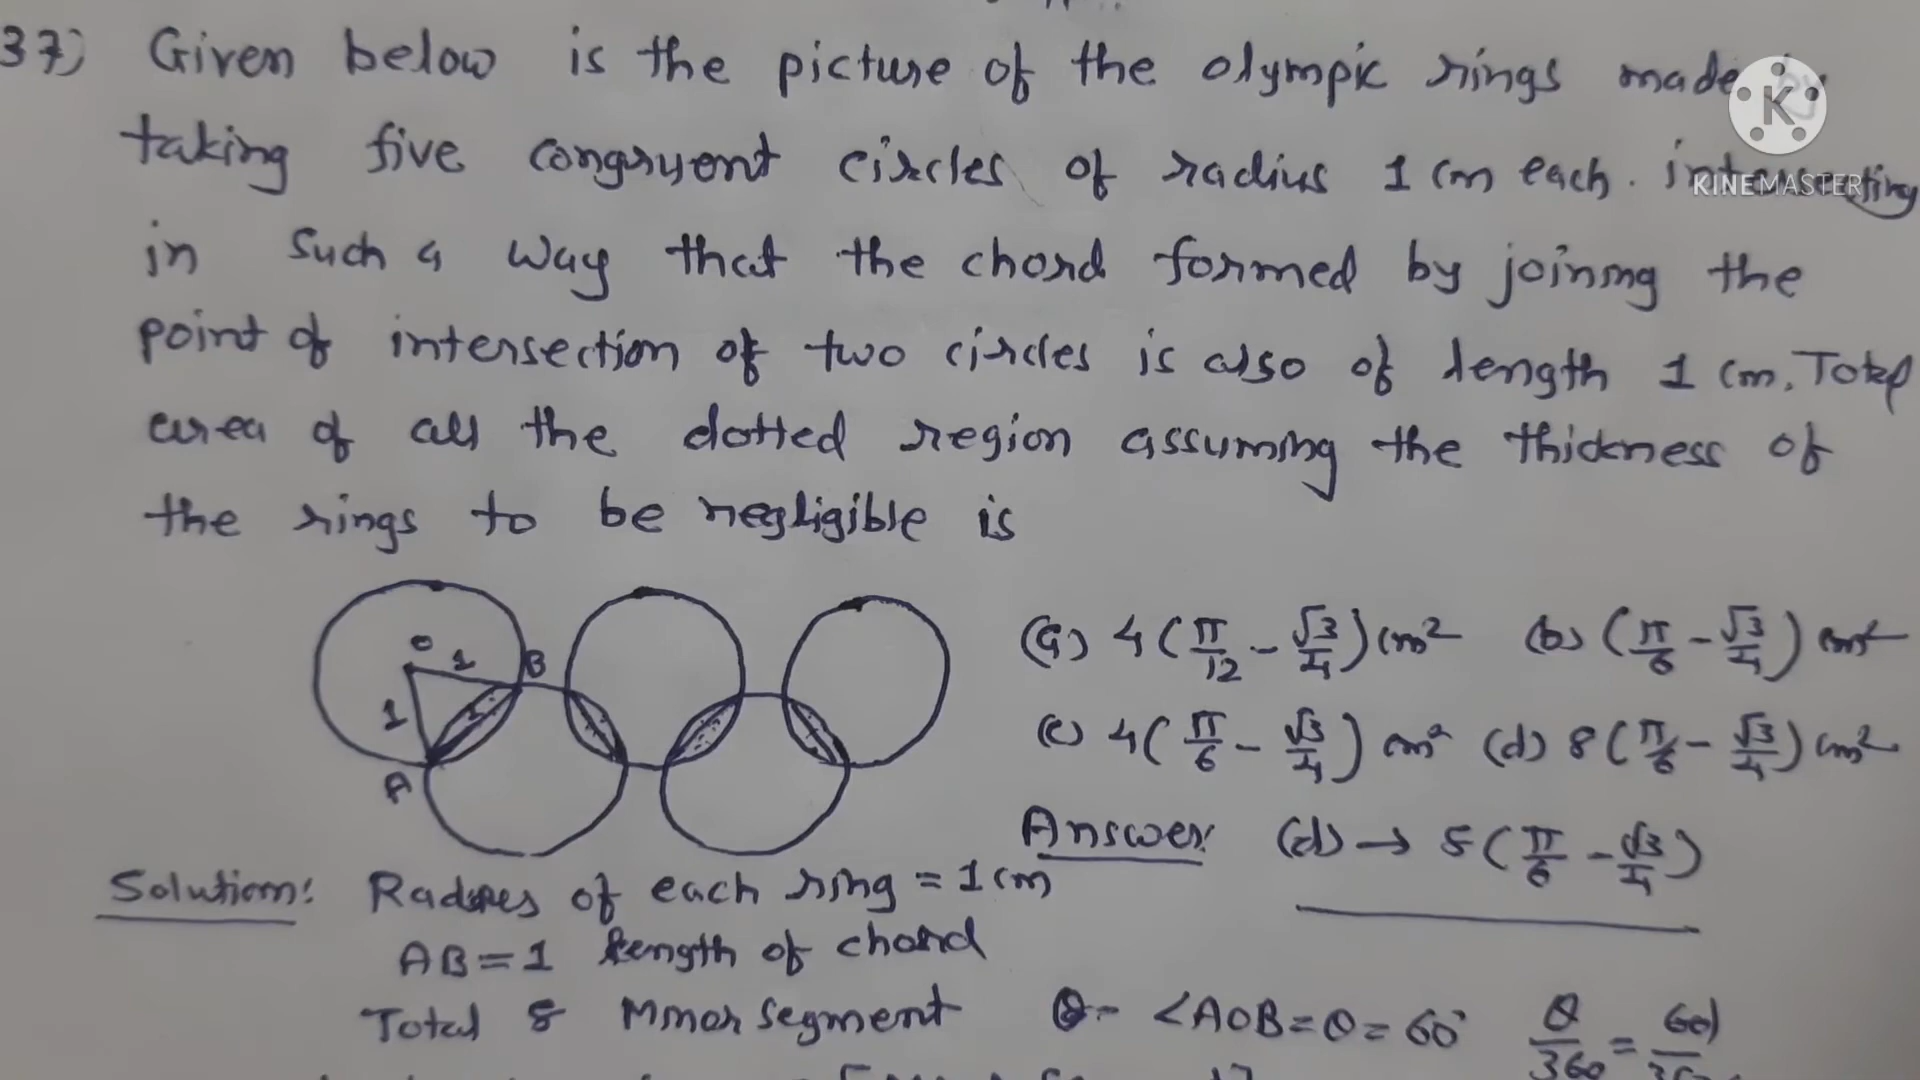 37) Given below is the picture of the olympic rings made by
taking five congruent circles of radius 1 cm each. intersecting
in such a way that the chord formed by joining the
point of intersection of two circles is also of length 1 cm. Total
area of all the dotted region assuming the thickness of
the rings to be negligible is
K
KINEMASTER
O
1
B
1
1
A
(a) 4(π/12 - √3/4) cm² (b) (π/6 - √3/4) cm²
(c) 4(π/6 - √3/4) cm² (d) 8(π/6 - √3/4) cm²
Answer: (d) → 8(π/6 - √3/4)
Solution: Radius of each ring = 1 cm
AB = 1 length of chord
Total 8 Minor segment θ = ∠AOB = θ = 60° θ/360 = 60/360